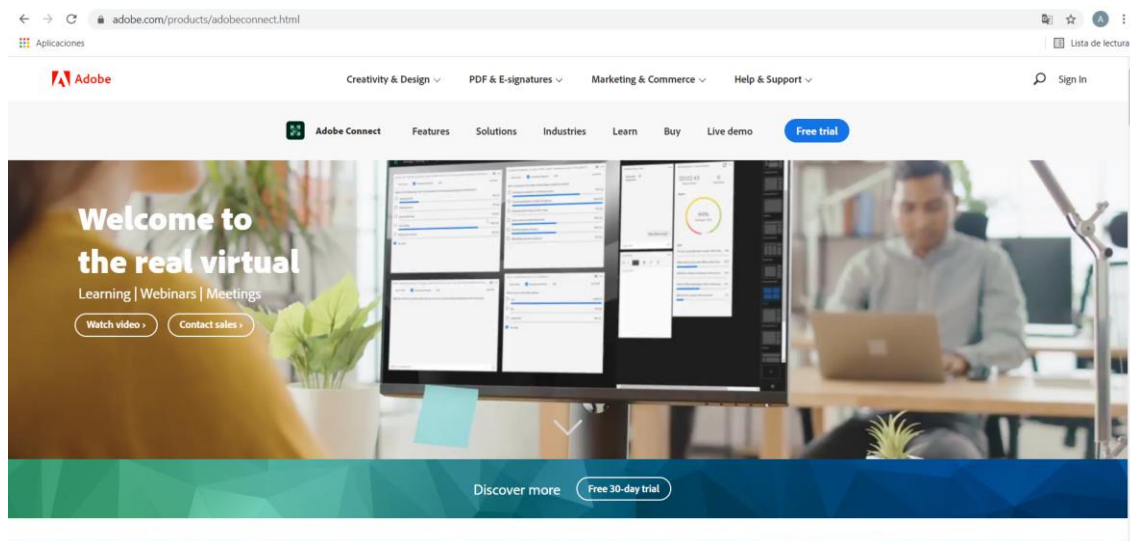 adobe.com/products/adobeconnect.html
A
Aplicaciones
Lista de lectura
Adobe
Creativity & Design
PDF & E-signatures
Marketing & Commerce
Help & Support
Sign In
Adobe Connect
Features
Solutions
Industries
Learn
Buy
Live demo
Free trial
Welcome to
the real virtual
Learning | Webinars | Meetings
Watch video ›
Contact sales ›
Discover more
Free 30-day trial